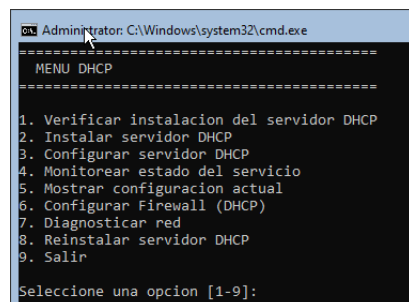 Administrator: C:\Windows\system32\cmd.exe
==========================================
MENU DHCP
==========================================
1. Verificar instalacion del servidor DHCP
2. Instalar servidor DHCP
3. Configurar servidor DHCP
4. Monitorear estado del servicio
5. Mostrar configuracion actual
6. Configurar Firewall (DHCP)
7. Diagnosticar red
8. Reinstalar servidor DHCP
9. Salir
Seleccione una opcion [1-9]: